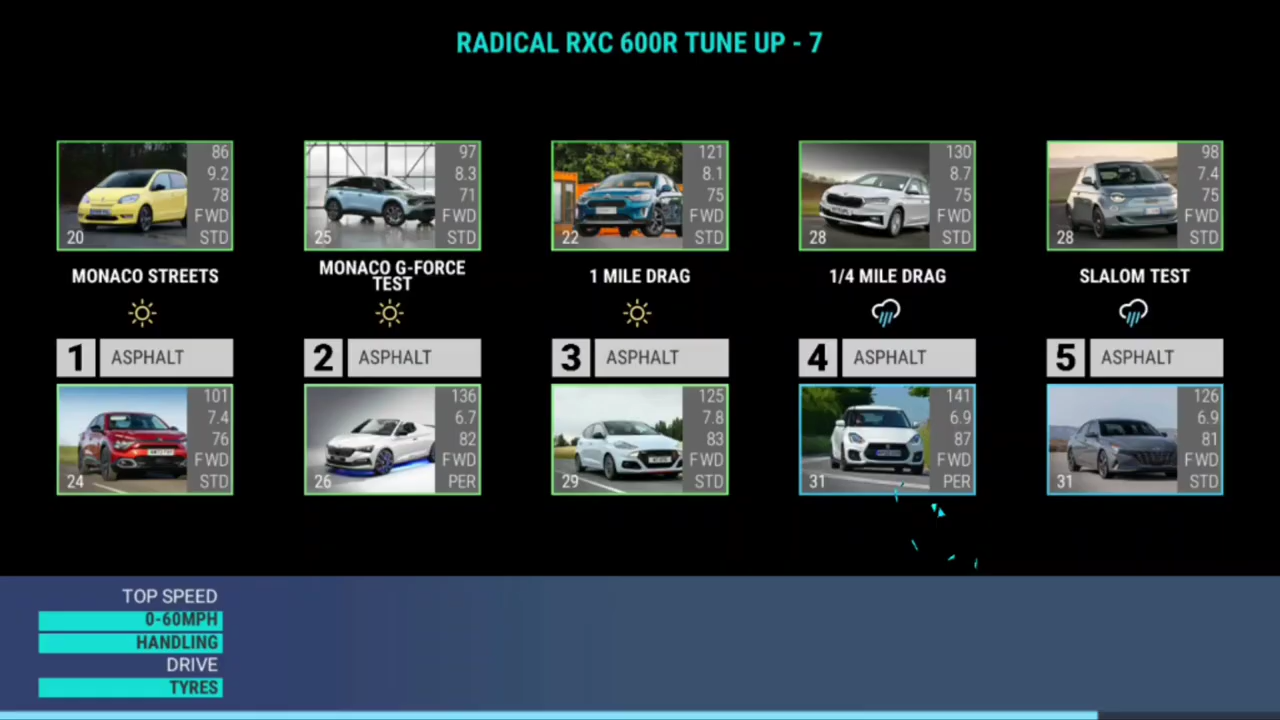 RADICAL RXC 600R TUNE UP - 7
86
9.2
78
FWD
STD
20
97
8.3
71
FWD
STD
25
121
8.1
75
FWD
STD
22
130
8.7
75
FWD
STD
28
98
7.4
75
FWD
STD
28
MONACO STREETS
MONACO G-FORCE
TEST
1 MILE DRAG
1/4 MILE DRAG
SLALOM TEST
1 ASPHALT
2 ASPHALT
3 ASPHALT
4 ASPHALT
5 ASPHALT
101
7.4
76
FWD
STD
24
136
6.7
82
FWD
PER
26
125
7.8
83
FWD
STD
29
141
6.9
87
FWD
PER
31
126
6.9
81
FWD
STD
31
TOP SPEED
0-60MPH
HANDLING
DRIVE
TYRES